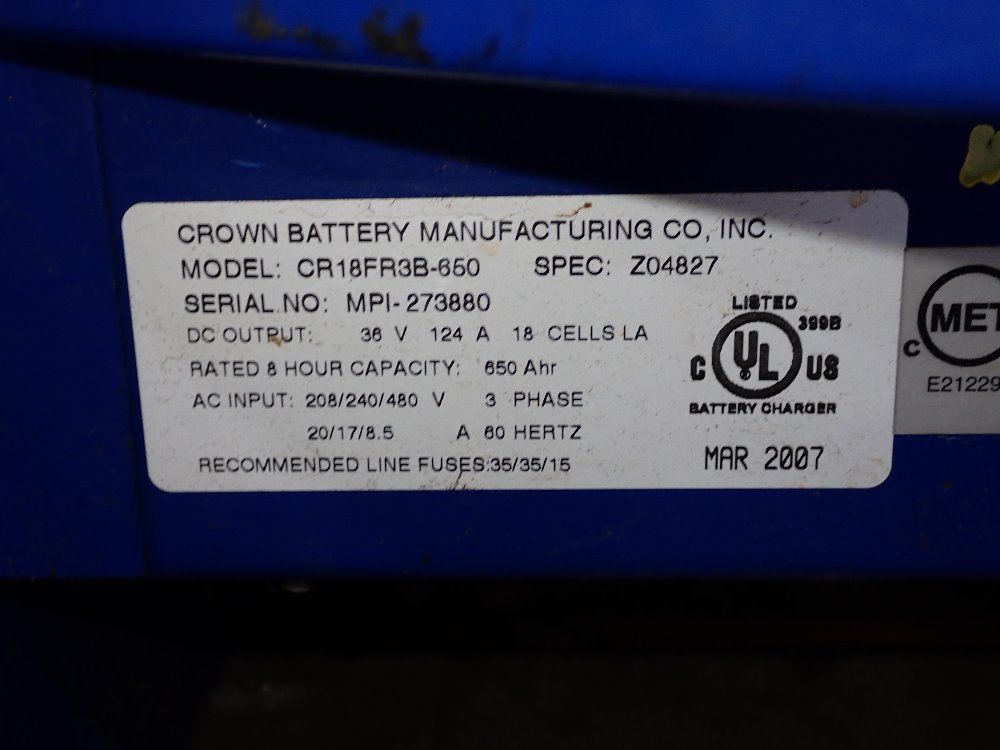 CROWN BATTERY MANUFACTURING CO, INC.
MODEL: CR18FR3B-650 SPEC: Z04827
SERIAL NO: MPI-273880
DC OUTPUT: 36 V 124 A 18 CELLS LA
RATED 8 HOUR CAPACITY: 650 Ahr
AC INPUT: 208/240/480 V 3 PHASE
20/17/8.5 A 60 HERTZ
RECOMMENDED LINE FUSES:35/35/15
LISTED
399B
C UL US
BATTERY CHARGER
MAR 2007
MET
C
E21229